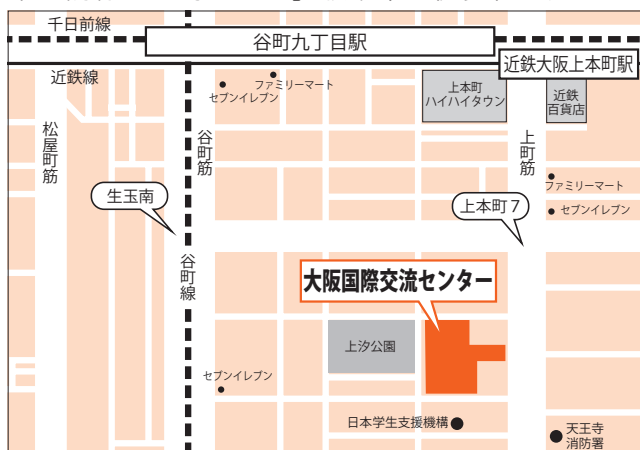 千日前線
谷町九丁目駅
近鉄大阪上本町駅
近鉄線
ファミリーマート
セブンイレブン
上本町
ハイハイタウン
近鉄
百貨店
松屋町筋
谷町筋
上町筋
生玉南
上本町7
ファミリーマート
セブンイレブン
谷町線
大阪国際交流センター
上汐公園
セブンイレブン
日本学生支援機構
天王寺
消防署